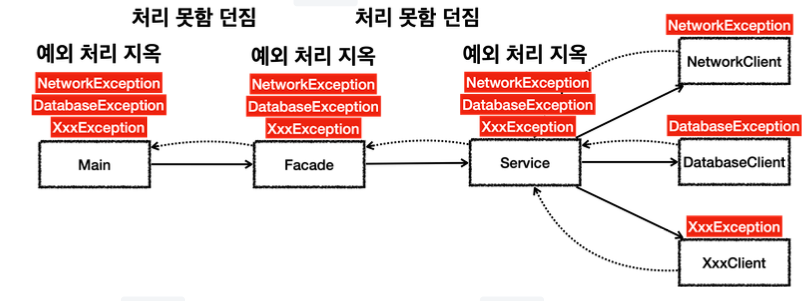 처리 못함 던짐
처리 못함 던짐
예외 처리 지옥
NetworkException
DatabaseException
XxxException
Main
예외 처리 지옥
NetworkException
DatabaseException
XxxException
Facade
예외 처리 지옥
NetworkException
DatabaseException
XxxException
Service
NetworkException
NetworkClient
DatabaseException
DatabaseClient
XxxException
XxxClient